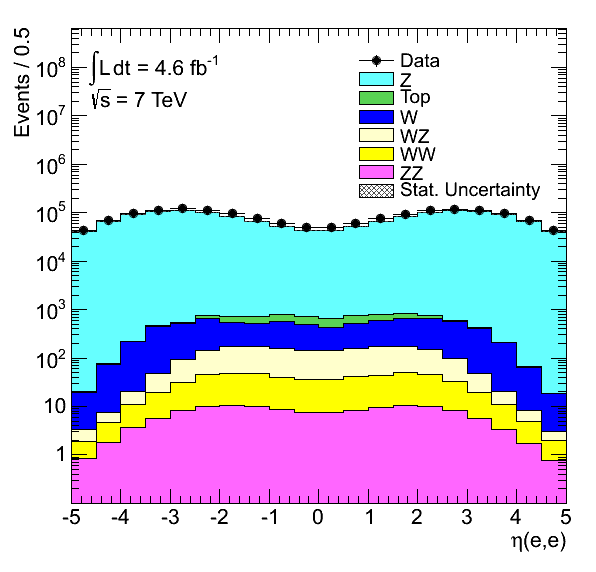 Events / 0.5
10^8
10^7
10^6
10^5
10^4
10^3
10^2
10
1
∫L dt = 4.6 fb^-1
√s = 7 TeV
Data
Z
Top
W
WZ
WW
ZZ
Stat. Uncertainty
-5 -4 -3 -2 -1 0 1 2 3 4 5
η(e,e)